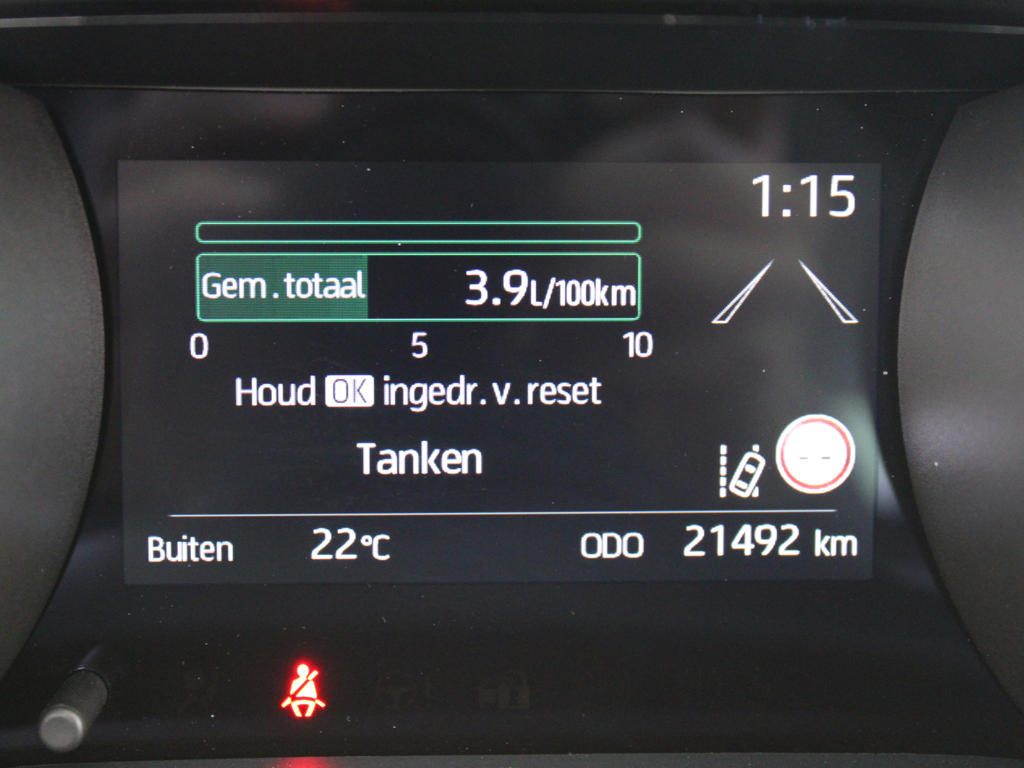 1:15
Gem. totaal 3.9 L/100km
0 5 10
Houd OK ingedr. v. reset
Tanken
-- 
Buiten 22°C ODO 21492 km